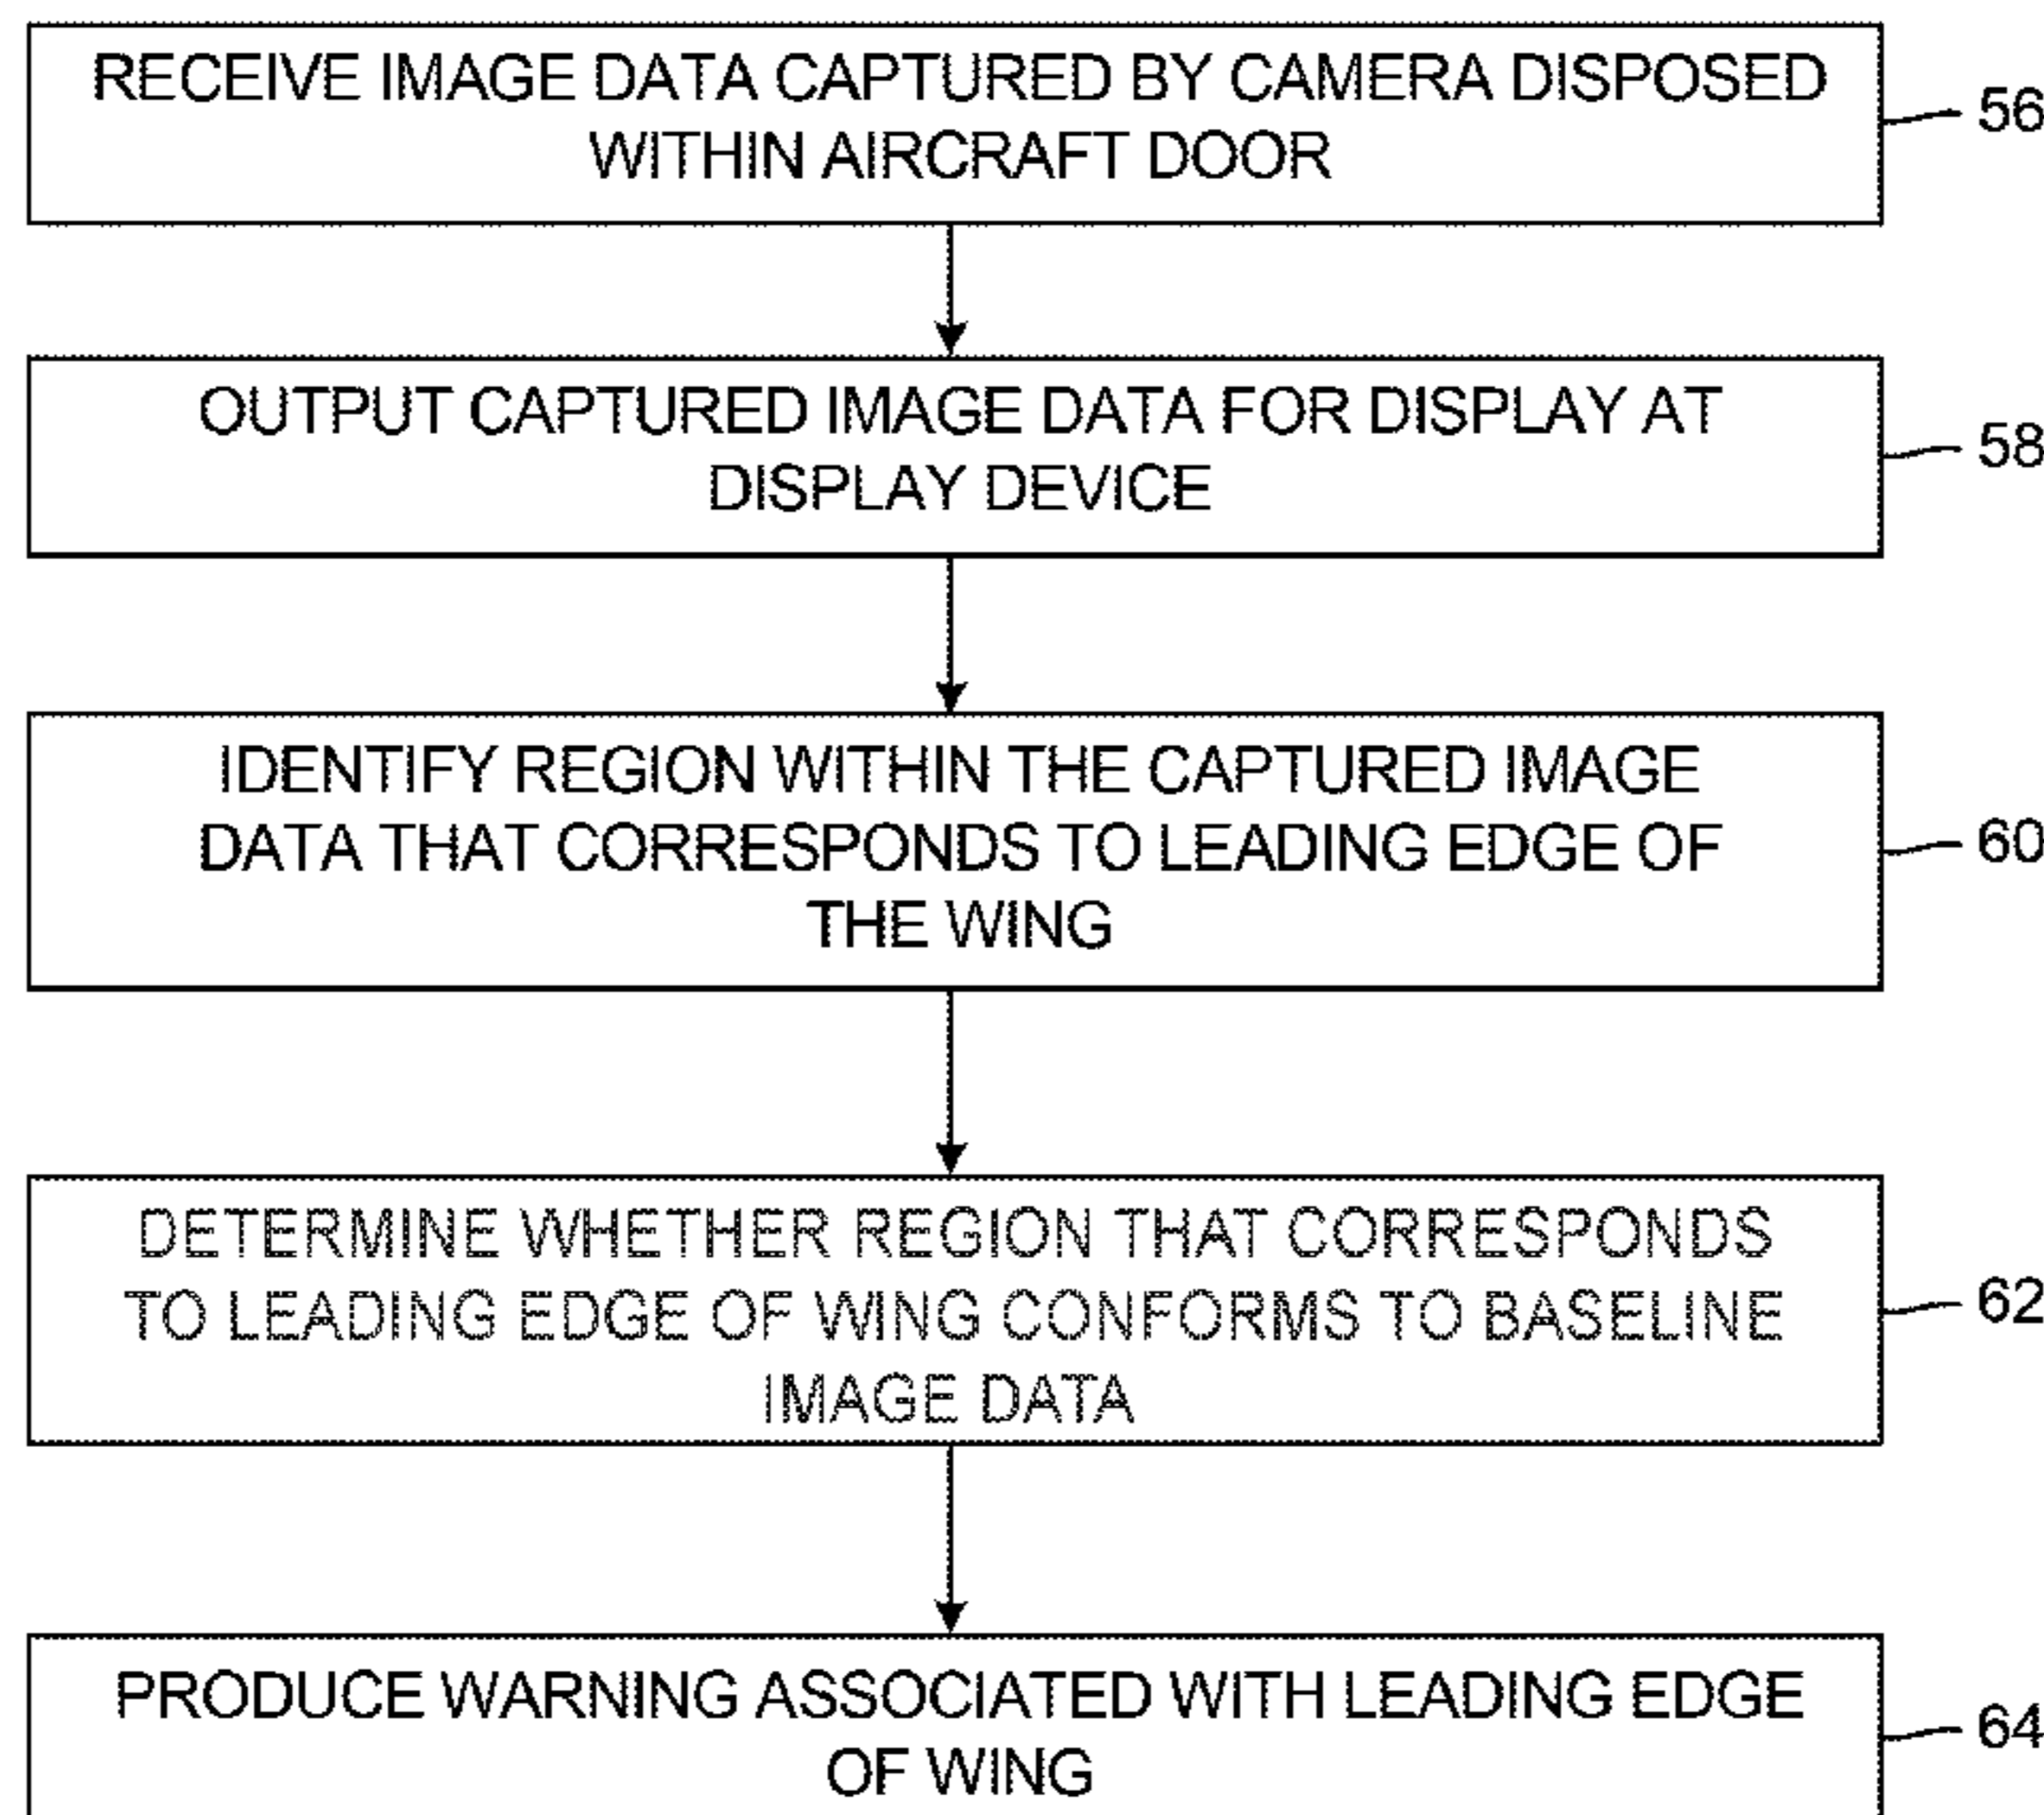 RECEIVE IMAGE DATA CAPTURED BY CAMERA DISPOSED
WITHIN AIRCRAFT DOOR
56
OUTPUT CAPTURED IMAGE DATA FOR DISPLAY AT
DISPLAY DEVICE
58
IDENTIFY REGION WITHIN THE CAPTURED IMAGE
DATA THAT CORRESPONDS TO LEADING EDGE OF
THE WING
60
DETERMINE WHETHER REGION THAT CORRESPONDS
TO LEADING EDGE OF WING CONFORMS TO BASELINE
IMAGE DATA
62
PRODUCE WARNING ASSOCIATED WITH LEADING EDGE
OF WING
64